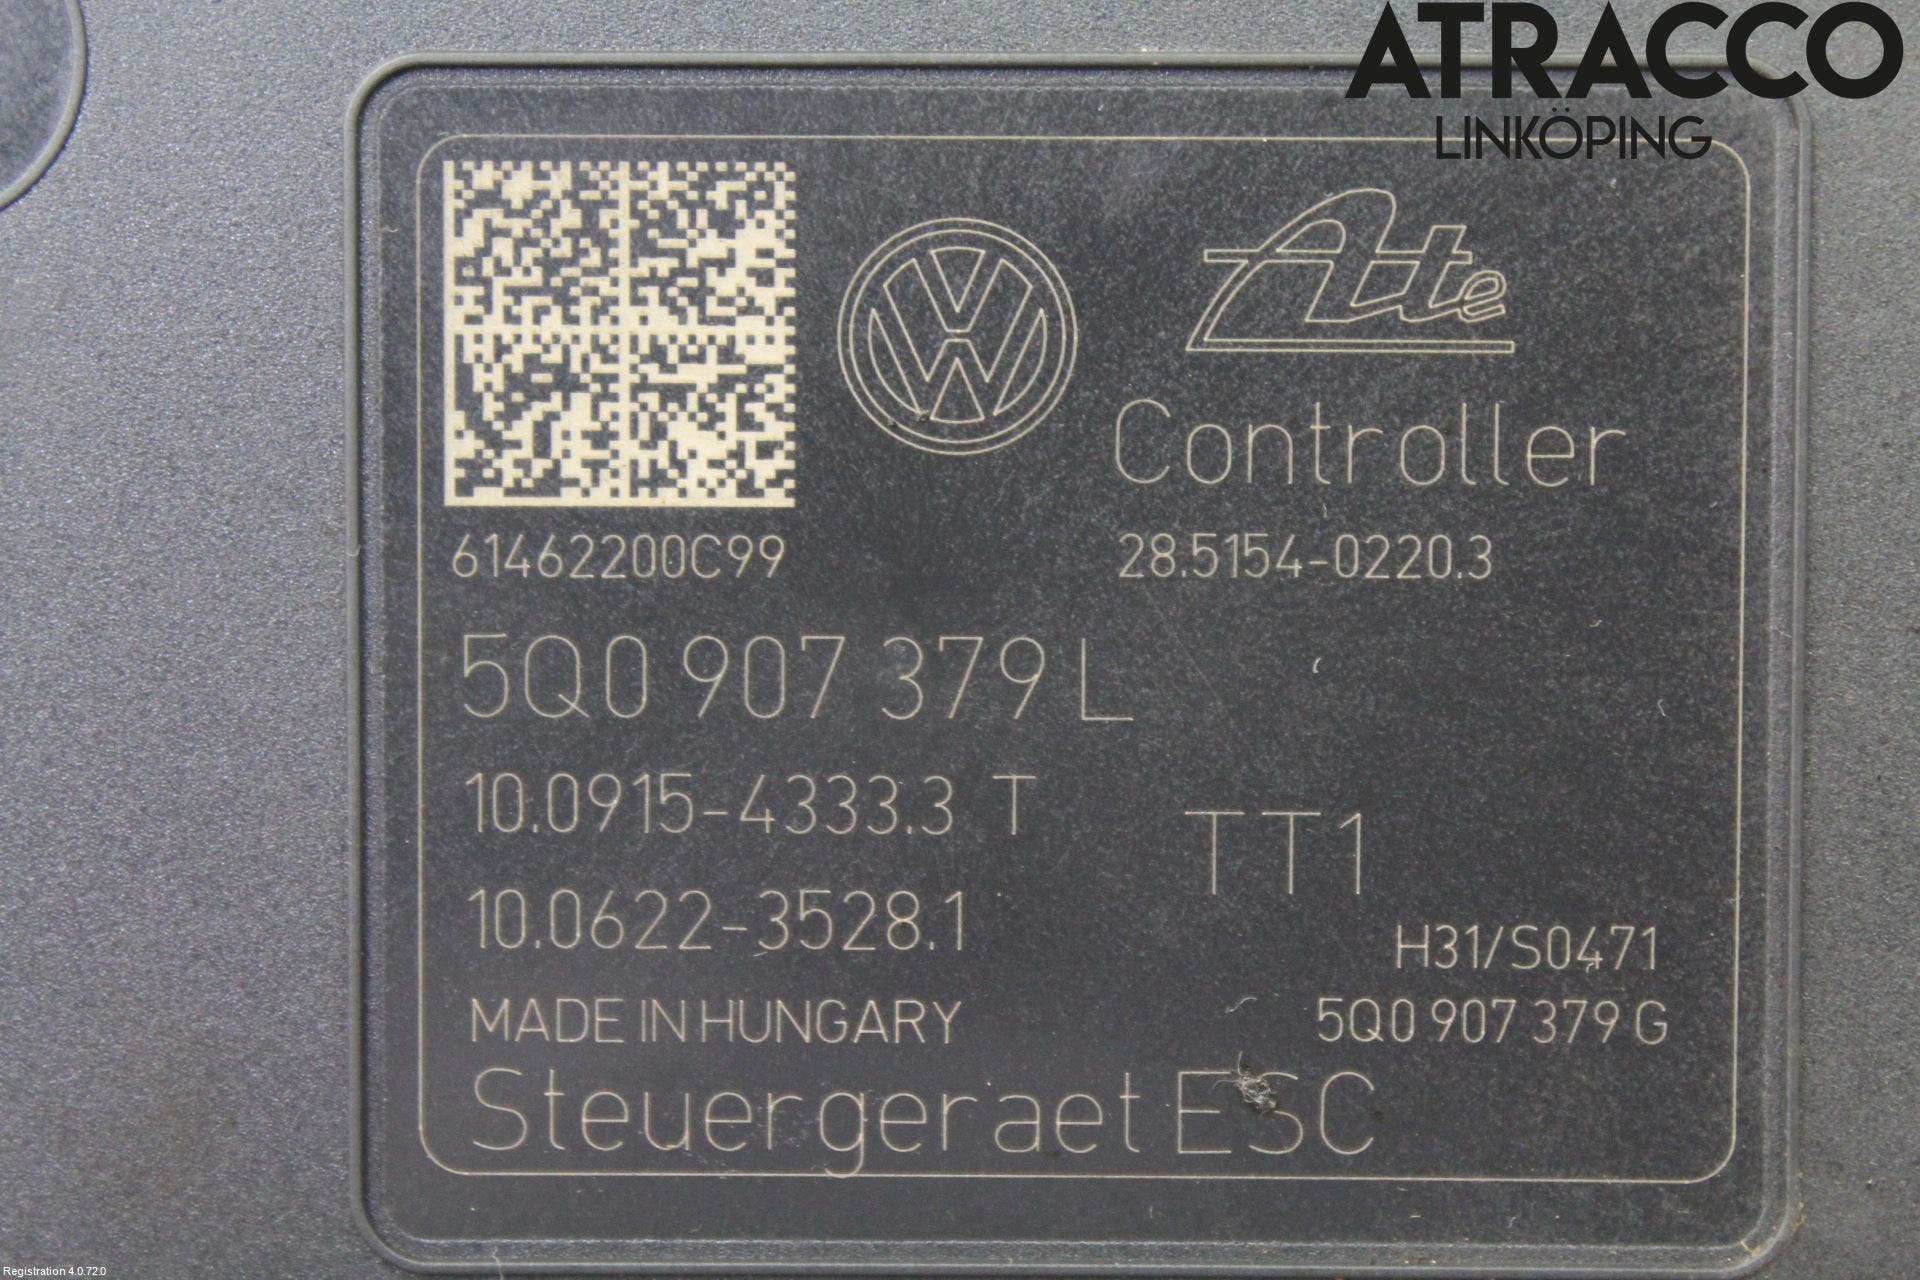 ATRACCO
LINKÖPING
Ate
Controller
61462200C99
28.5154-0220.3
5Q0 907 379 L
10.0915-4333.3 T
TT1
10.0622-3528.1
H31/S0471
MADE IN HUNGARY
5Q0 907 379 G
Steuergeraet ESC
Registration 4.0.72.0